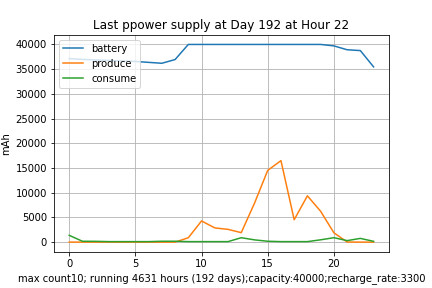 Last ppower supply at Day 192 at Hour 22
40000
35000
30000
25000
20000
15000
10000
5000
0
mAh
battery
produce
consume
0 5 10 15 20
max count10; running 4631 hours (192 days);capacity:40000;recharge_rate:3300